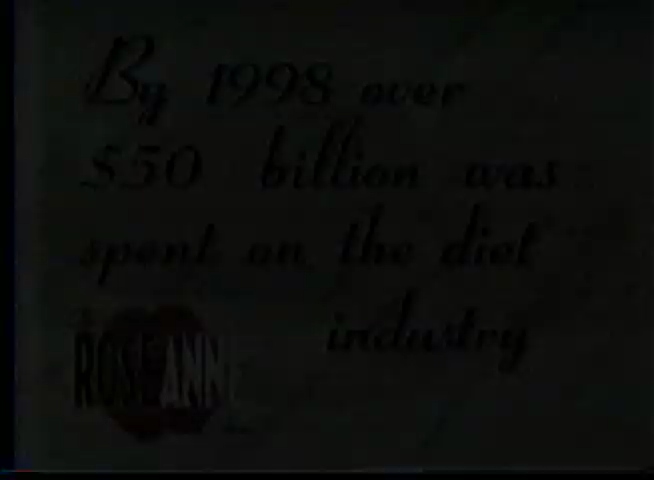 By 1998 over
$50 billion was
spent on the diet
industry
ROSEANNE